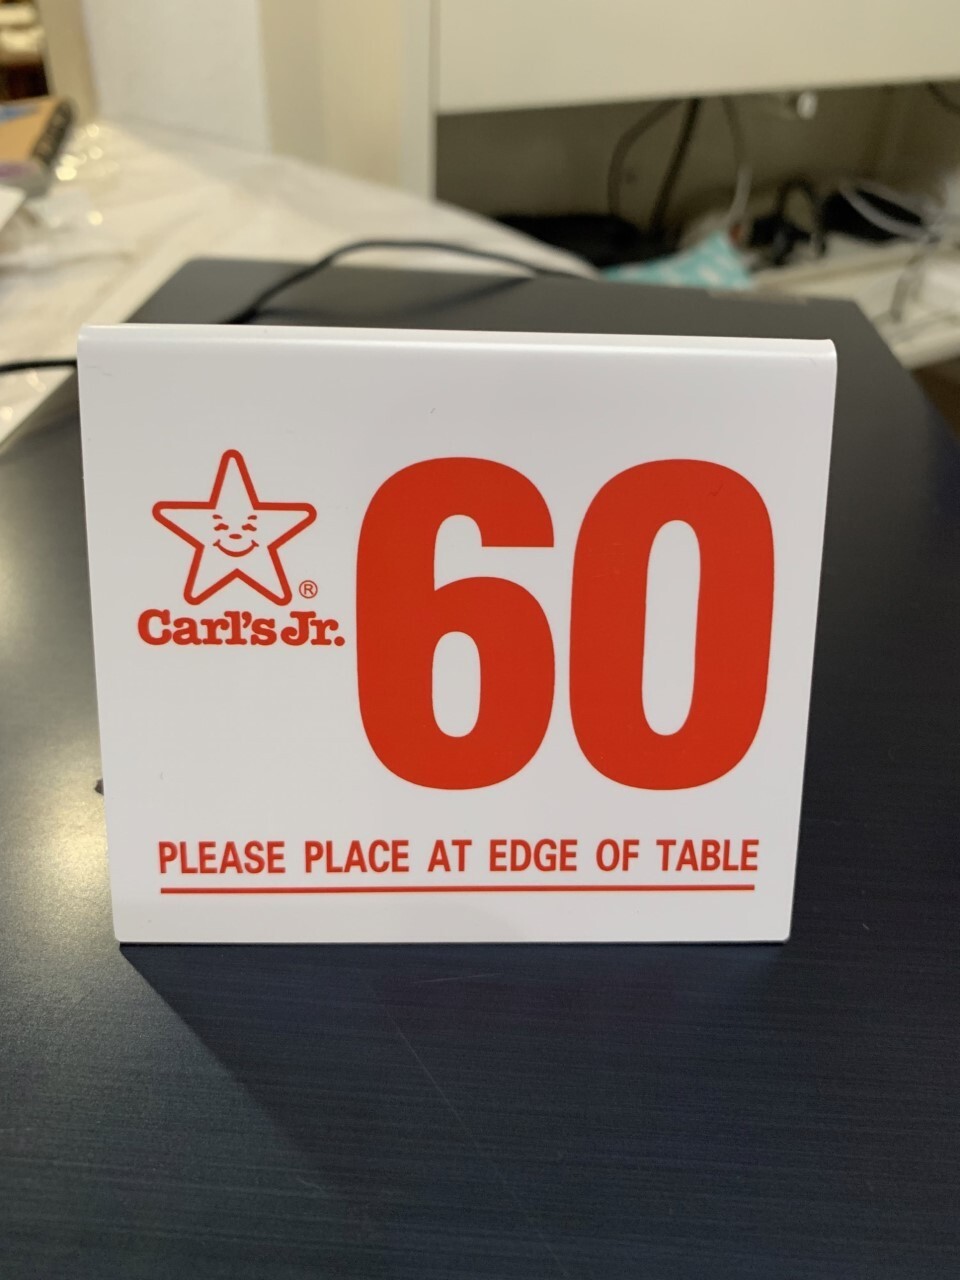 60
®
Carl's Jr.
PLEASE PLACE AT EDGE OF TABLE